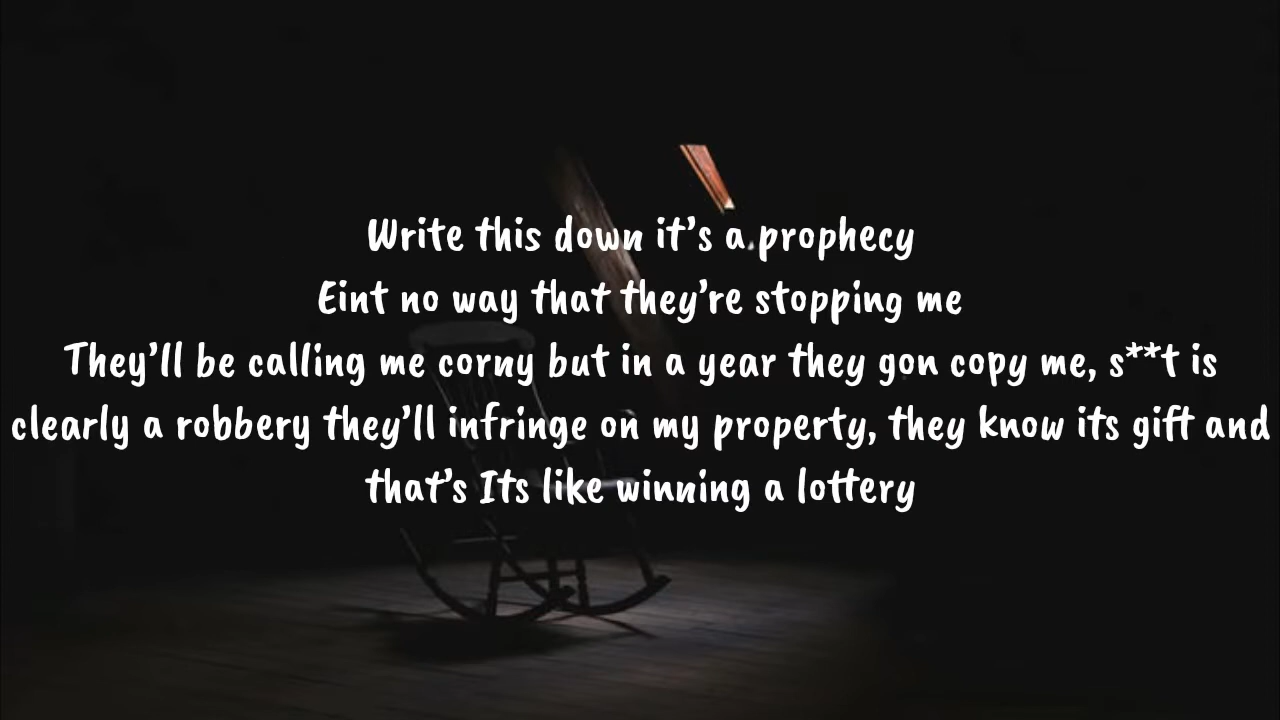 Write this down it's a prophecy
Eint no way that they're stopping me
They'll be calling me corny but in a year they gon copy me, s**t is
clearly a robbery they'll infringe on my property, they know its gift and
that's Its like winning a lottery